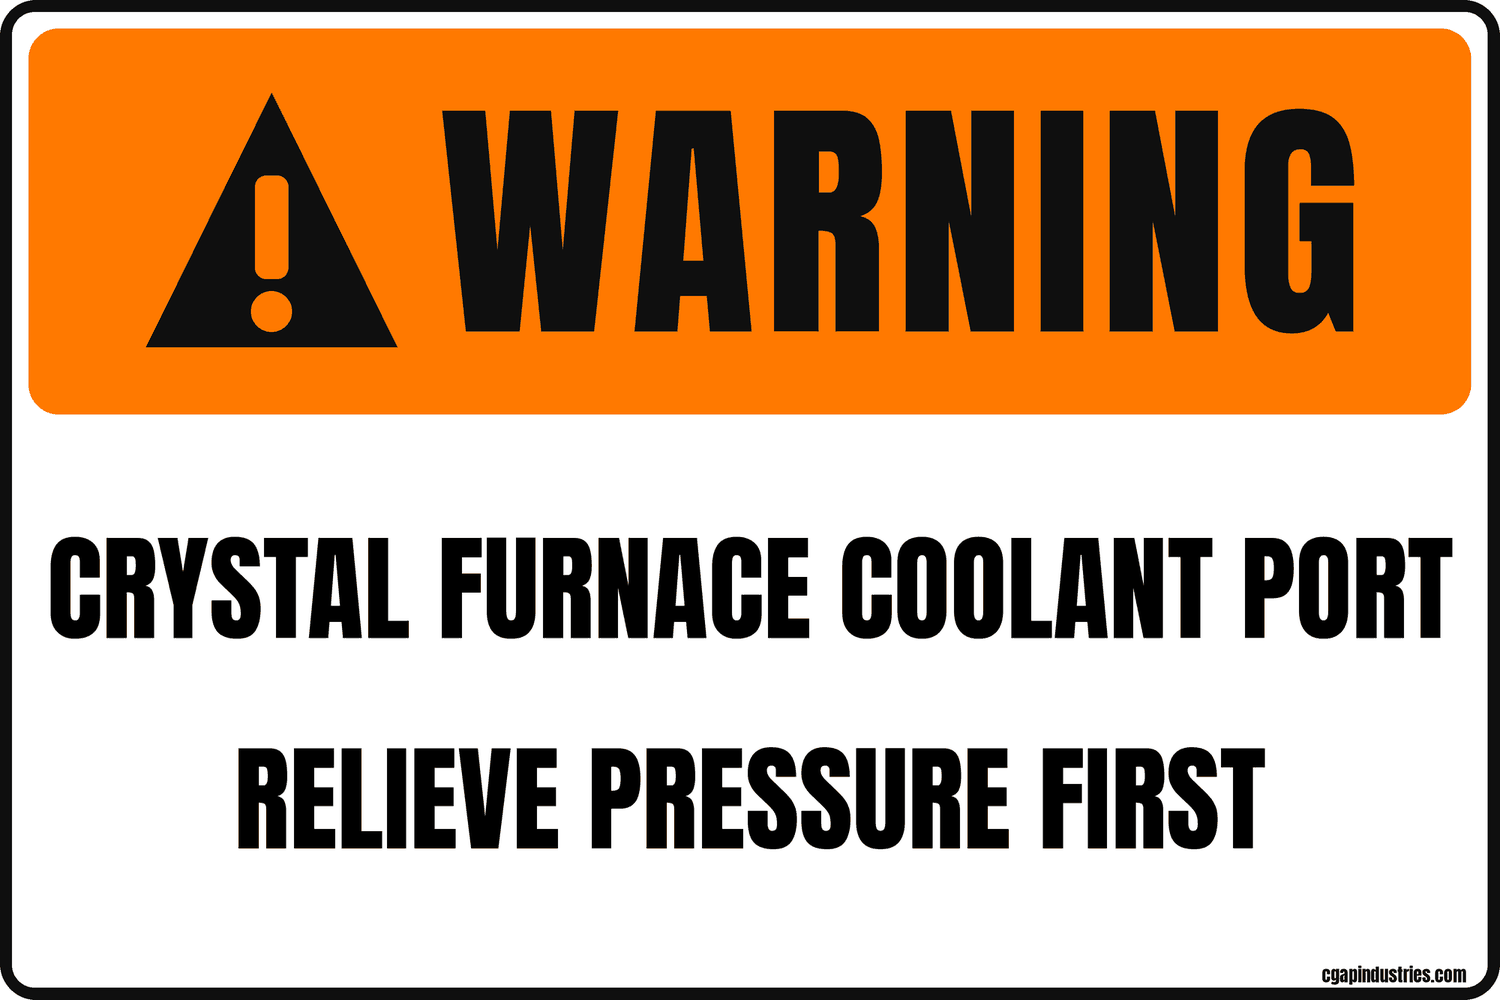 WARNING
CRYSTAL FURNACE COOLANT PORT
RELIEVE PRESSURE FIRST
cgapindustries.com